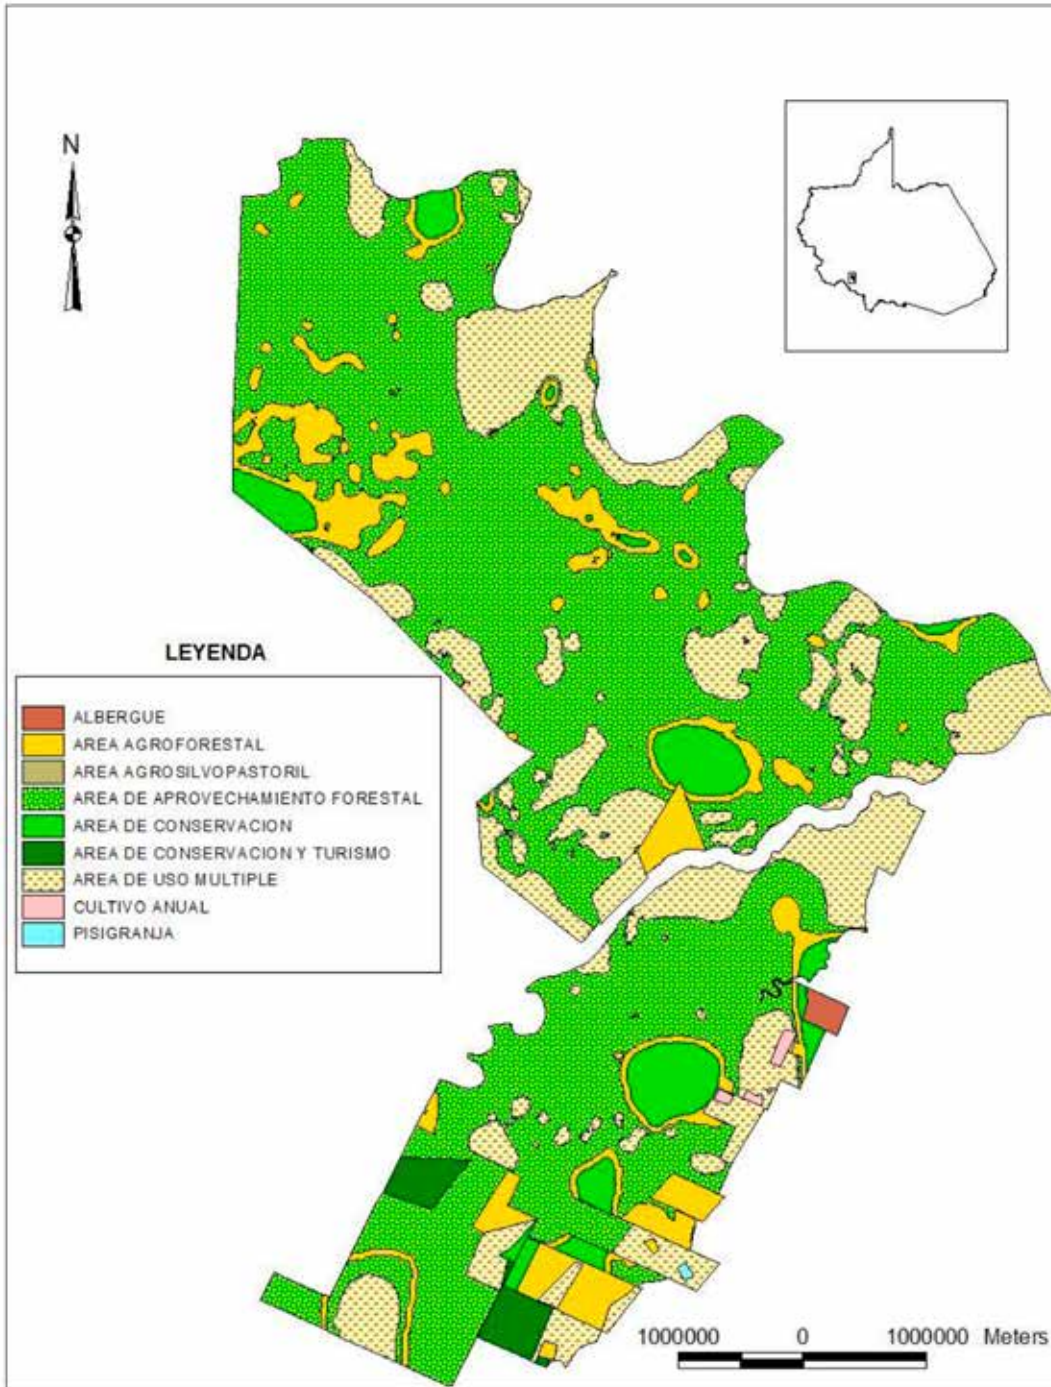 N
LEYENDA
ALBERGUE
AREA AGROFORESTAL
AREA AGROSILVOPASTORIL
AREA DE APROVECHAMIENTO FORESTAL
AREA DE CONSERVACION
AREA DE CONSERVACION Y TURISMO
AREA DE USO MULTIPLE
CULTIVO ANUAL
PISIGRANJA
1000000 0 1000000 Meters